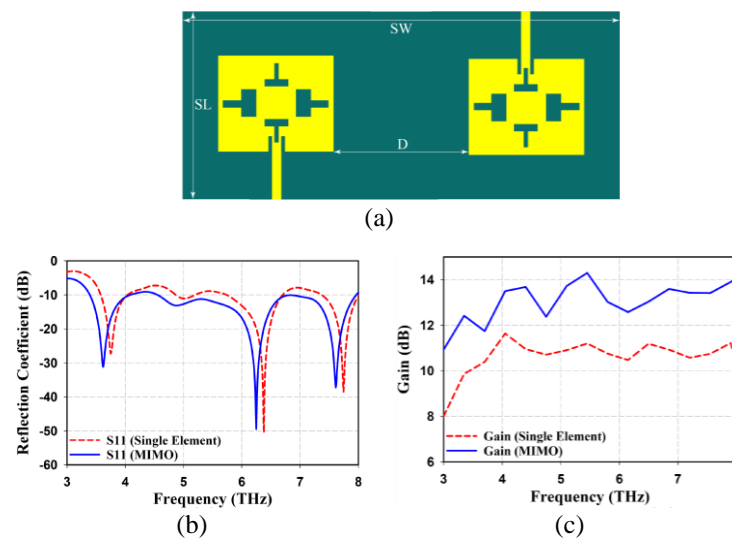 SW
SL
D
(a)
0
-10
-20
-30
-40
-50
-60
Reflection Coefficient (dB)
S11 (Single Element)
S11 (MIMO)
3 4 5 6 7 8
Frequency (THz)
(b)
14
12
10
8
6
Gain (dB)
Gain (Single Element)
Gain (MIMO)
3 4 5 6 7
Frequency (THz)
(c)